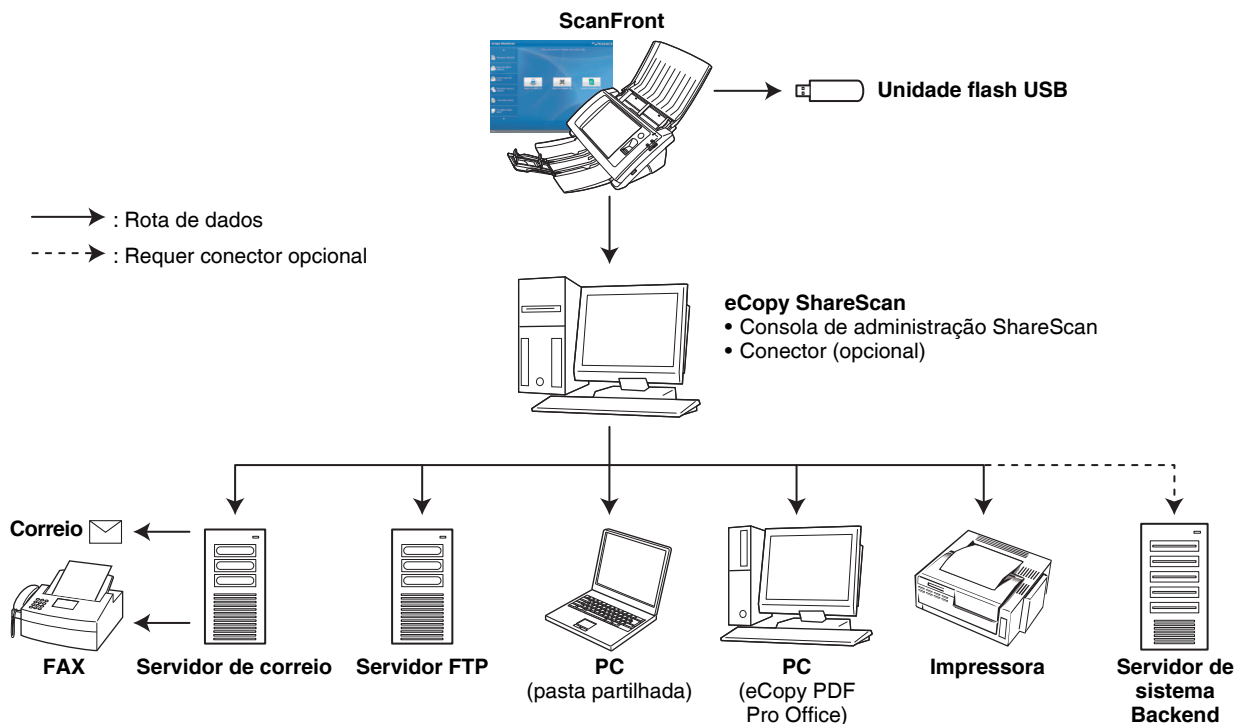 ScanFront
Unidade flash USB
: Rota de dados
: Requer conector opcional
eCopy ShareScan
• Consola de administração ShareScan
• Conector (opcional)
Correio
FAX
Servidor de correio
Servidor FTP
PC
(pasta partilhada)
PC
(eCopy PDF
Pro Office)
Impressora
Servidor de
sistema
Backend